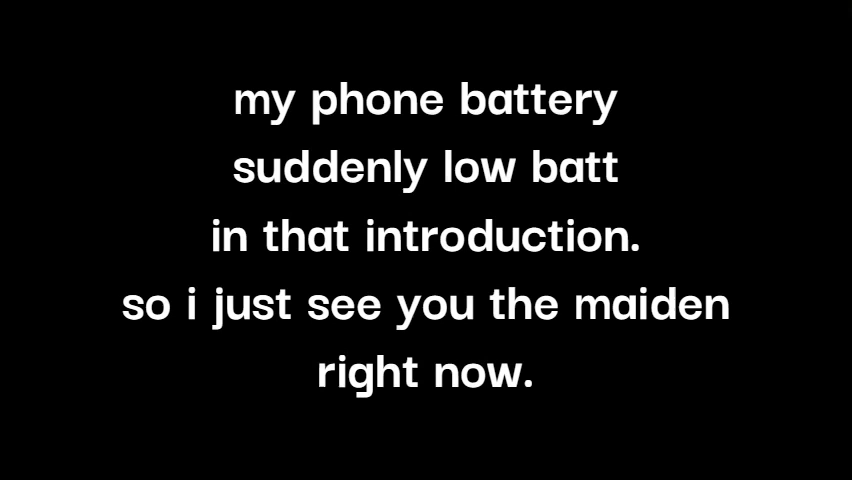 my phone battery
suddenly low batt
in that introduction.
so i just see you the maiden
right now.